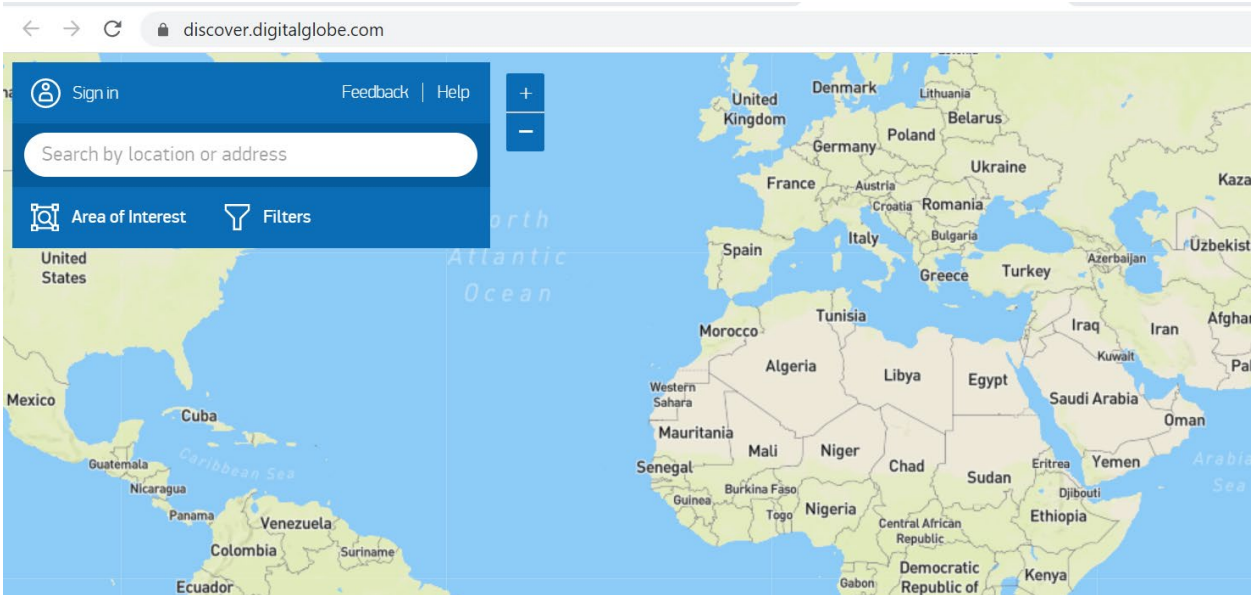 discover.digitalglobe.com
Sign in
Feedback | Help
+
−
Search by location or address
Area of Interest
Filters
North
Atlantic
Ocean
United
States
Mexico
Cuba
Caribbean Sea
Guatemala
Nicaragua
Panama
Venezuela
Colombia
Suriname
Ecuador
United
Kingdom
Denmark
Lithuania
Belarus
Poland
Germany
Ukraine
France
Austria
Croatia
Romania
Kaza
Italy
Bulgaria
Spain
Uzbekist
Azerbaijan
Greece
Turkey
Tunisia
Morocco
Iraq
Iran
Afghan
Kuwait
Pal
Algeria
Libya
Egypt
Western
Sahara
Saudi Arabia
Oman
Mauritania
Mali
Niger
Chad
Senegal
Sudan
Eritrea
Yemen
Arabia
Sea
Burkina Faso
Guinea
Togo
Nigeria
Djibouti
Ethiopia
Central African
Republic
Democratic
Republic of
Gabon
Kenya